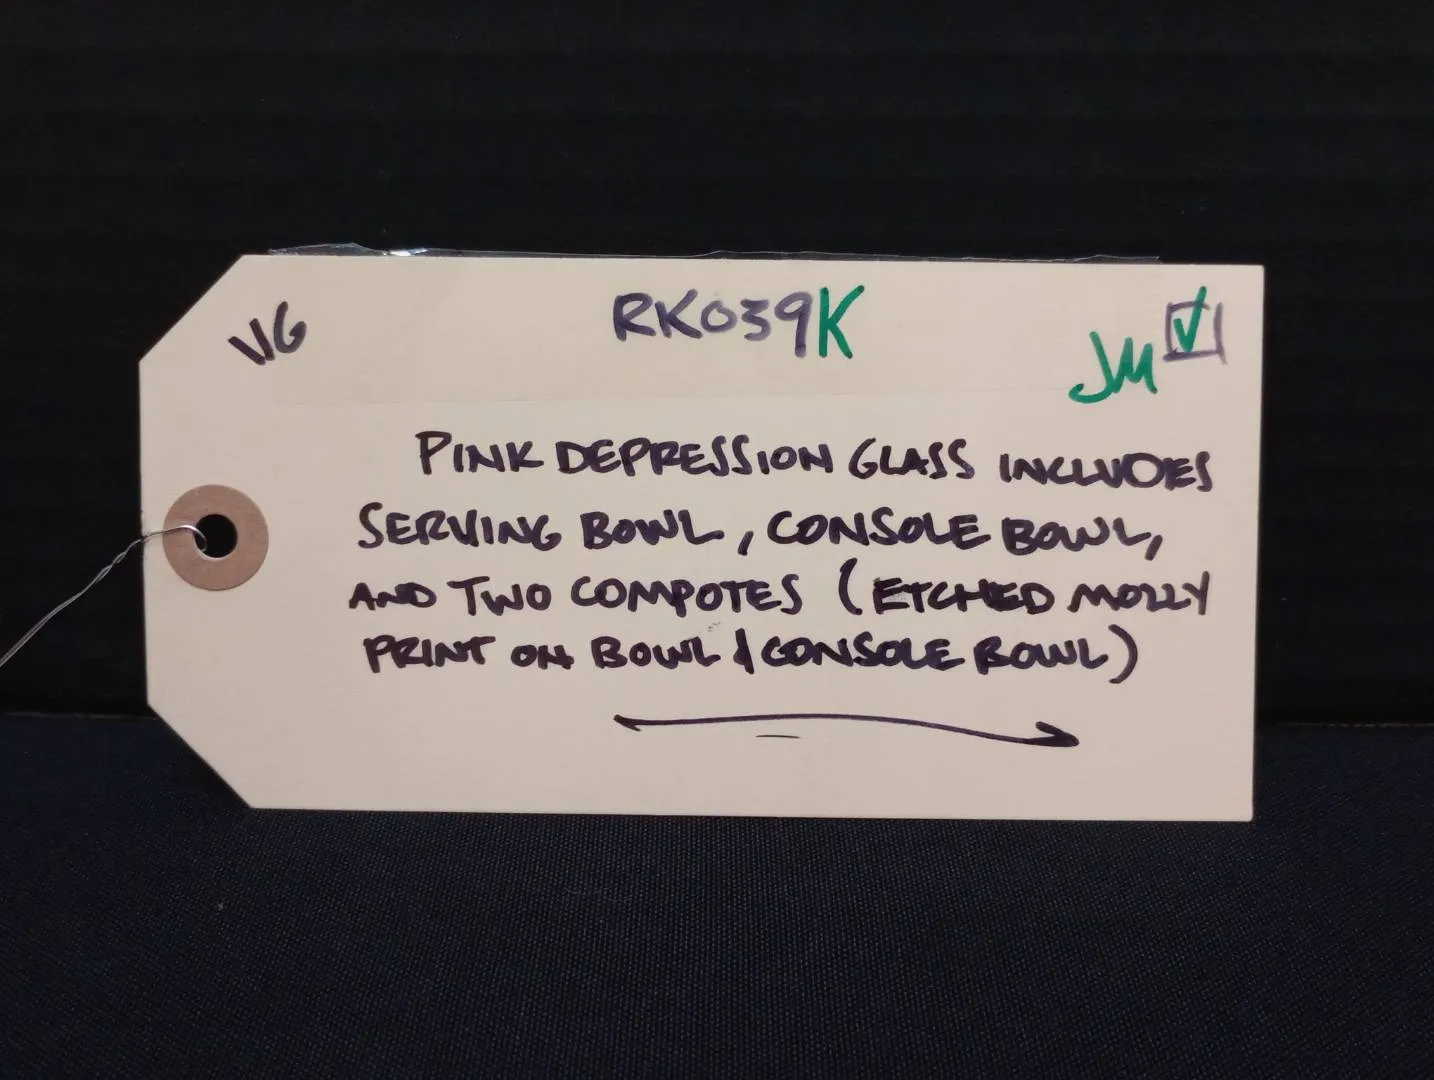 VG
RK039K
JM
PINK DEPRESSION GLASS INCLUDES
SERVING BOWL, CONSOLE BOWL,
AND TWO COMPOTES (ETCHED MOLLY
PRINT ON BOWL & CONSOLE BOWL)